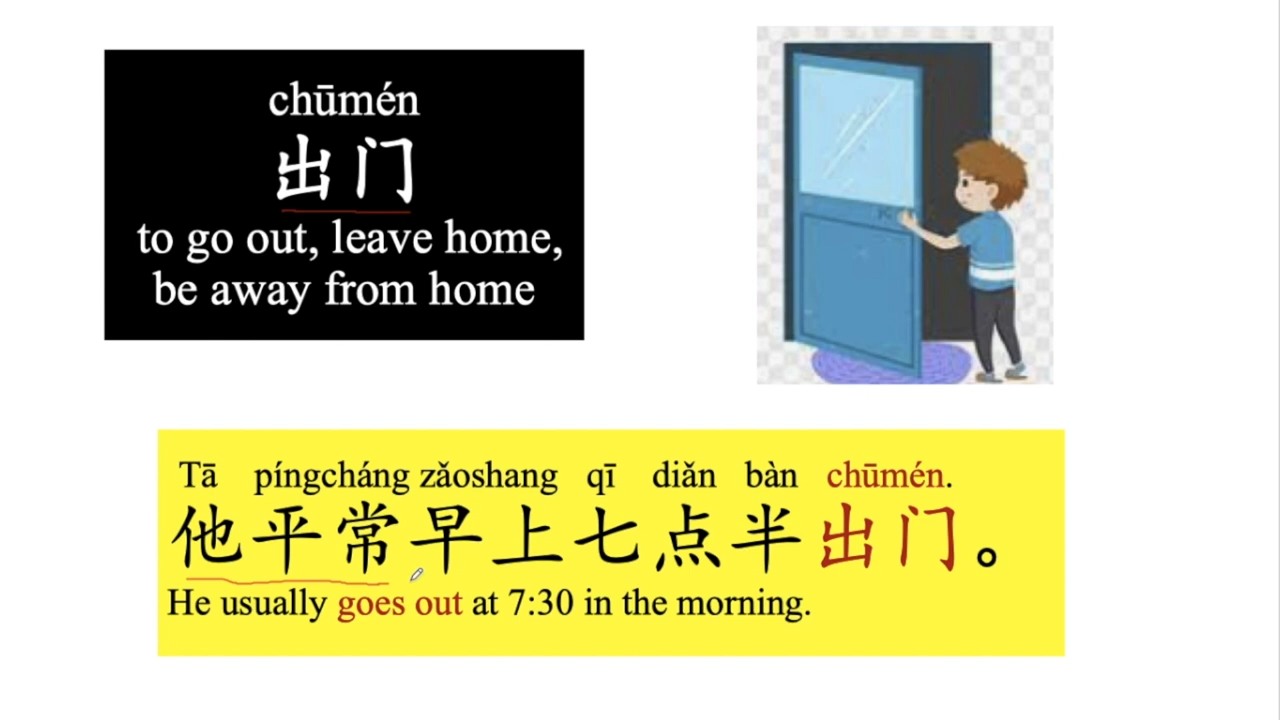 chūmén
出门
to go out, leave home,
be away from home
Tā píngcháng zǎoshang qī diǎn bàn chūmén.
他平常早上七点半出门。
He usually goes out at 7:30 in the morning.